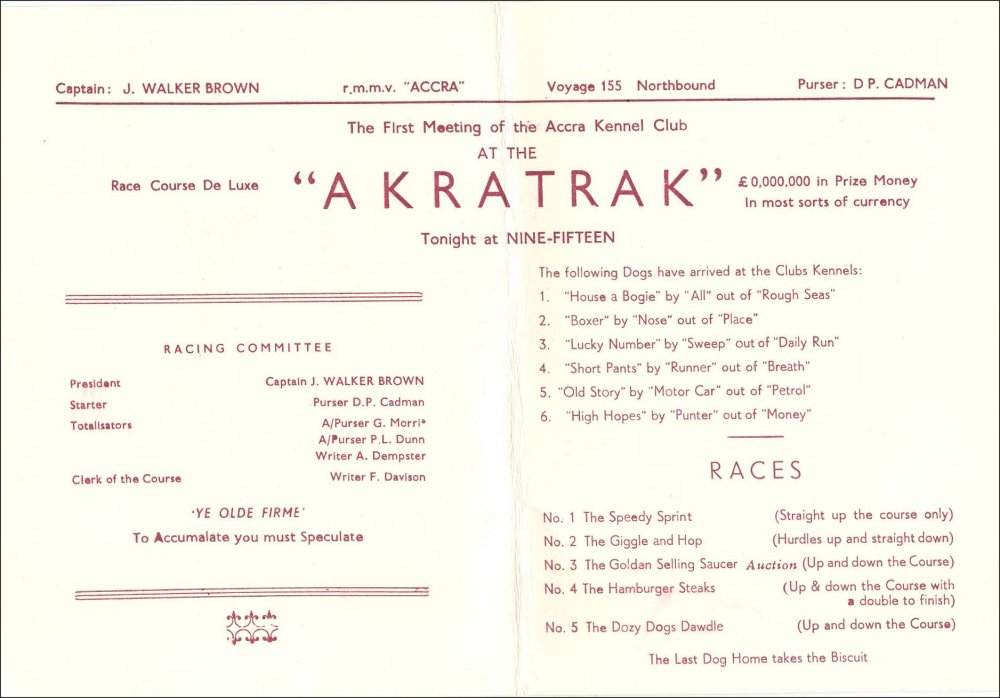 Captain: J. WALKER BROWN r.m.m.v. "ACCRA" Voyage 155 Northbound Purser: D P. CADMAN
The First Meeting of the Accra Kennel Club
AT THE
Race Course De Luxe
"AKRATRAK"
£0,000,000 in Prize Money
In most sorts of currency
Tonight at NINE-FIFTEEN
RACING COMMITTEE
President Captain J. WALKER BROWN
Starter Purser D.P. Cadman
Totalisators A/Purser G. Morri*
A/Purser P.L. Dunn
Writer A. Dempster
Clerk of the Course Writer F. Davison
'YE OLDE FIRME'
To Accumalate you must Speculate
The following Dogs have arrived at the Clubs Kennels:
1. "House a Bogie" by "All" out of "Rough Seas"
2. "Boxer" by "Nose" out of "Place"
3. "Lucky Number" by "Sweep" out of "Daily Run"
4. "Short Pants" by "Runner" out of "Breath"
5. "Old Story" by "Motor Car" out of "Petrol"
6. "High Hopes" by "Punter" out of "Money"
RACES
No. 1 The Speedy Sprint (Straight up the course only)
No. 2 The Giggle and Hop (Hurdles up and straight down)
No. 3 The Goldan Selling Saucer Auction (Up and down the Course)
No. 4 The Hamburger Steaks (Up & down the Course with
a double to finish)
No. 5 The Dozy Dogs Dawdle (Up and down the Course)
The Last Dog Home takes the Biscuit